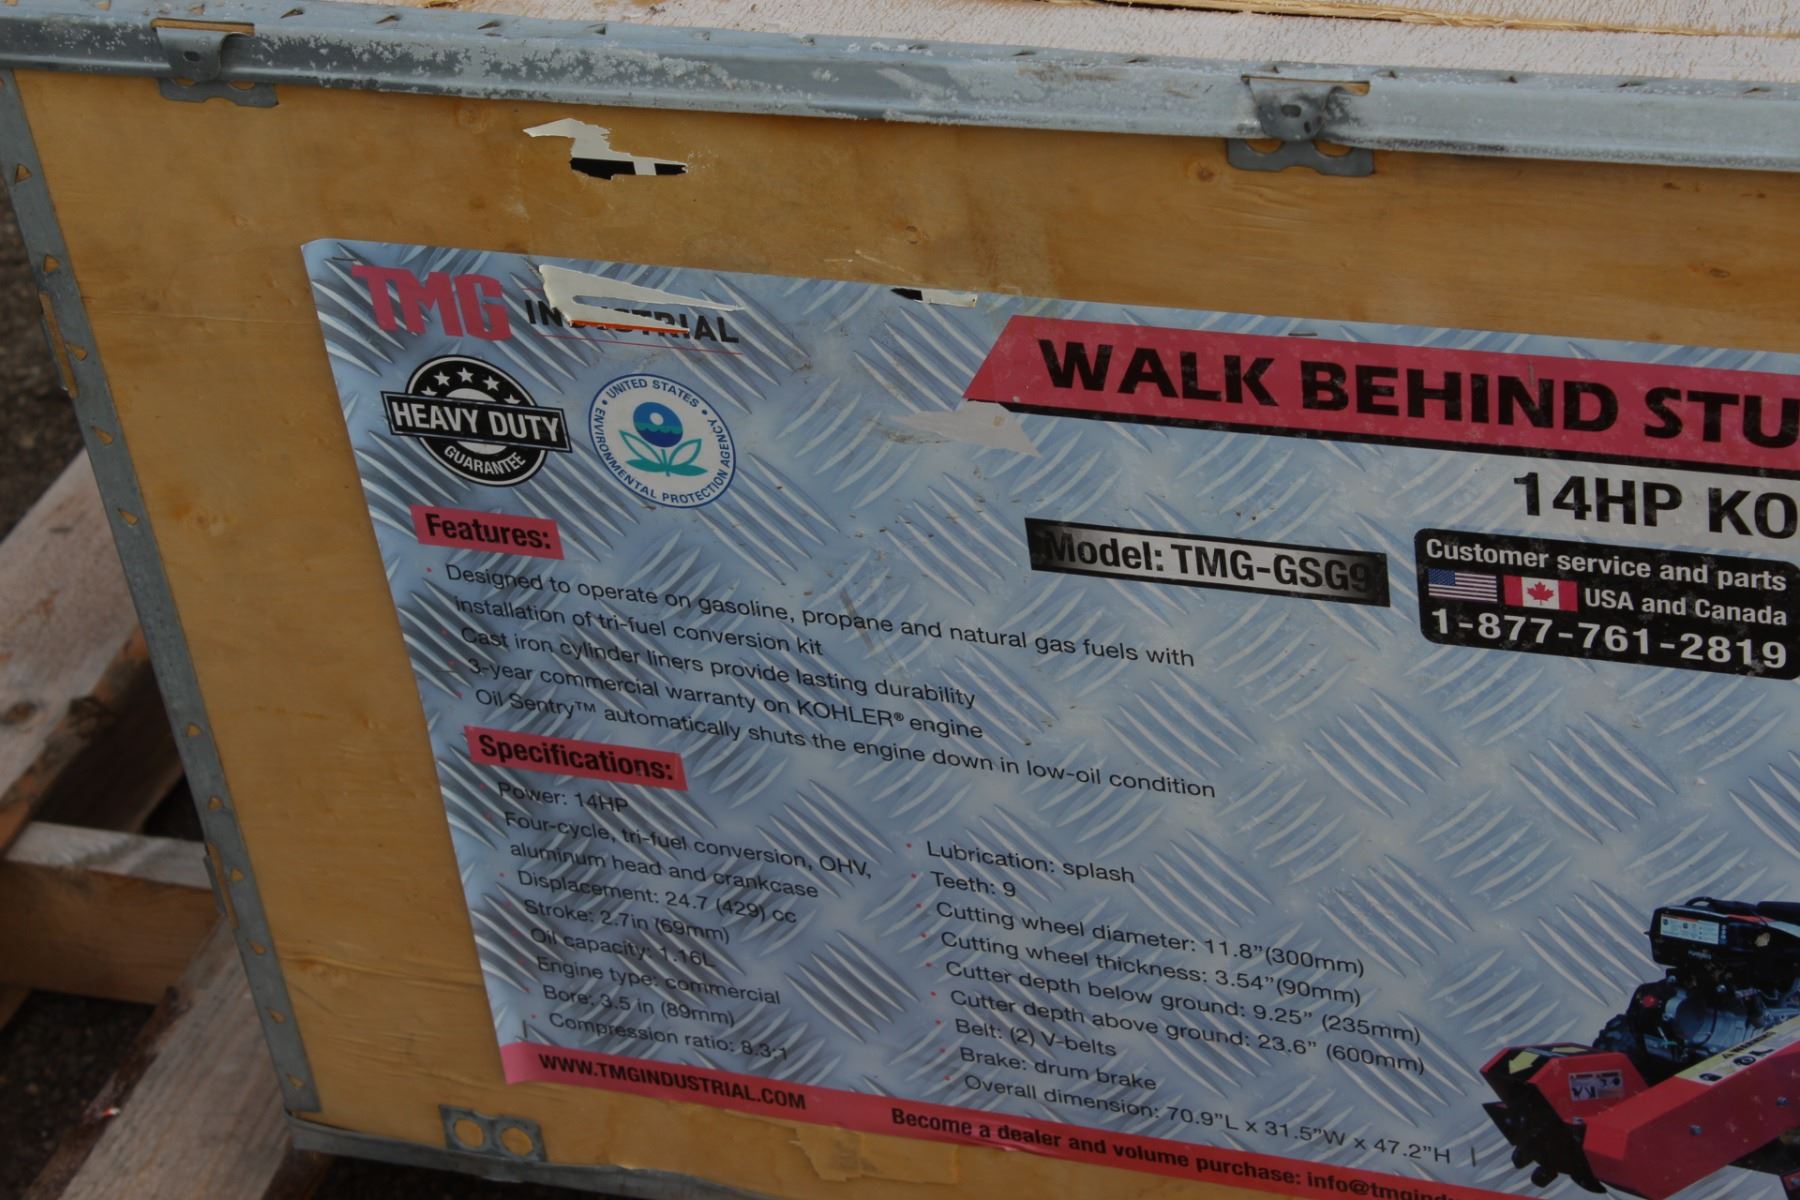 TMG INDUSTRIAL
HEAVY DUTY
GUARANTEE
UNITED STATES
ENVIRONMENTAL PROTECTION AGENCY
WALK BEHIND STU
14HP KO
Model: TMG-GSG9
Customer service and parts
USA and Canada
1-877-761-2819
Features:
Designed to operate on gasoline, propane and natural gas fuels with
installation of tri-fuel conversion kit
Cast iron cylinder liners provide lasting durability
3-year commercial warranty on KOHLER® engine
Oil Sentry™ automatically shuts the engine down in low-oil condition
Specifications:
Power: 14HP
Four-cycle, tri-fuel conversion, OHV,
aluminum head and crankcase
Displacement: 24.7 (429) cc
Stroke: 2.7in (69mm)
Oil capacity: 1.16L
Engine type: commercial
Bore: 3.5 in (89mm)
Compression ratio: 8.3:1
Lubrication: splash
Teeth: 9
Cutting wheel diameter: 11.8”(300mm)
Cutting wheel thickness: 3.54”(90mm)
Cutter depth below ground: 9.25” (235mm)
Cutter depth above ground: 23.6” (600mm)
Belt: (2) V-belts
Brake: drum brake
Overall dimension: 70.9”L x 31.5”W x 47.2”H
WWW.TMGINDUSTRIAL.COM
Become a dealer and volume purchase: info@tmgindu